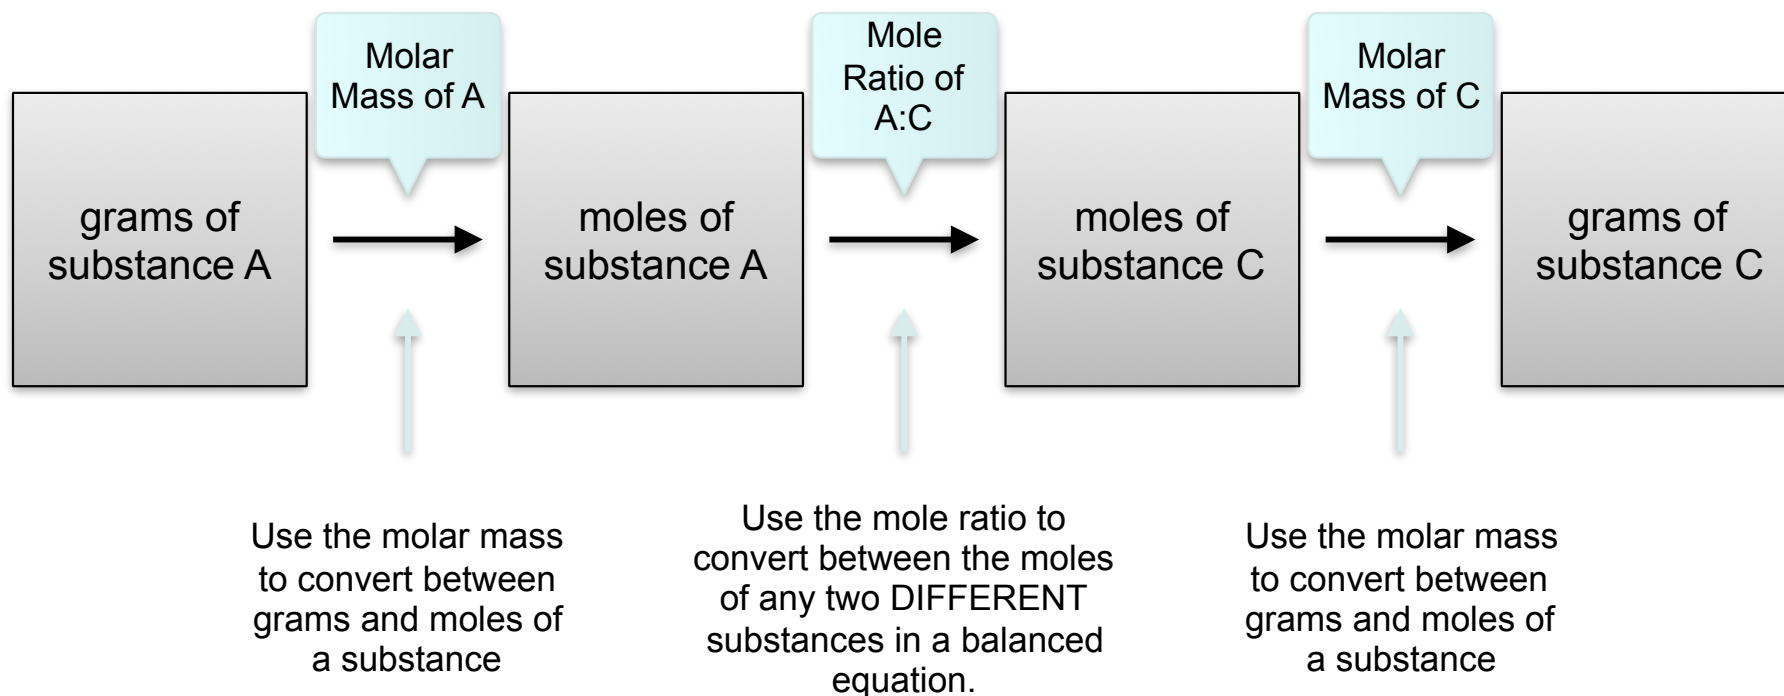 Molar
Mass of A
Mole
Ratio of
A:C
Molar
Mass of C
grams of
substance A
moles of
substance A
moles of
substance C
grams of
substance C
Use the molar mass
to convert between
grams and moles of
a substance
Use the mole ratio to
convert between the moles
of any two DIFFERENT
substances in a balanced
equation.
Use the molar mass
to convert between
grams and moles of
a substance